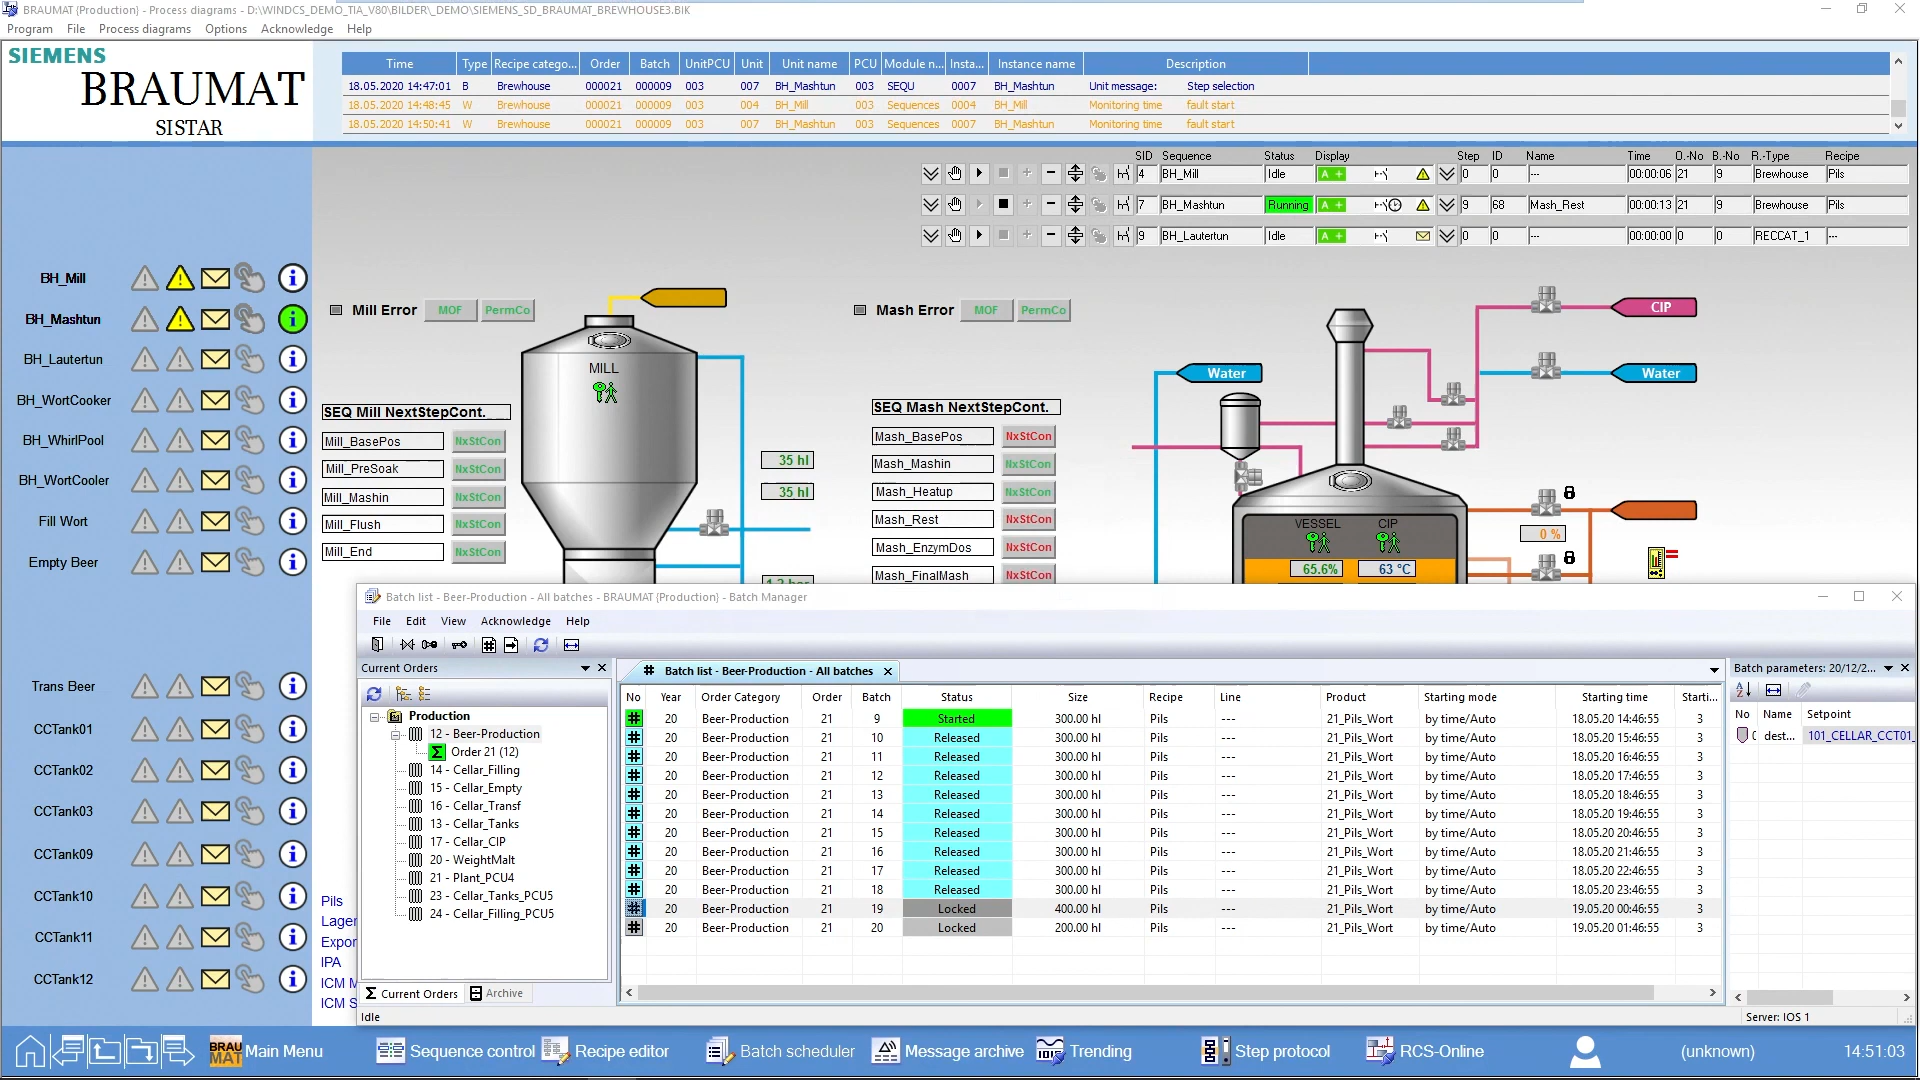 BRAUMAT {Production} - Process diagrams - D:\WINDCS_DEMO_TIA_V80\BILDER\_DEMO\SIEMENS_SD_BRAUMAT_BREWHOUSE3.BIK
Program File Process diagrams Options Acknowledge Help
SIEMENS
BRAUMAT
SISTAR
Time Type Recipe catego... Order Batch UnitPCU Unit Unit name PCU Module n... Insta... Instance name Description
18.05.2020 14:47:01 B Brewhouse 000021 000009 003 007 BH_Mashtun 003 SEQU 0007 BH_Mashtun Unit message: Step selection
18.05.2020 14:48:45 W Brewhouse 000021 000009 003 004 BH_Mill 003 Sequences 0004 BH_Mill Monitoring time fault start
18.05.2020 14:50:41 W Brewhouse 000021 000009 003 007 BH_Mashtun 003 Sequences 0007 BH_Mashtun Monitoring time fault start
SID Sequence Status Display Step ID Name Time O.-No B.-No R.-Type Recipe
4 BH_Mill Idle A + 0 0 --- 00:00:06 21 9 Brewhouse Pils
7 BH_Mashtun Running A + 9 68 Mash_Rest 00:00:13 21 9 Brewhouse Pils
9 BH_Lautertun Idle A + 0 0 --- 00:00:00 0 0 RECCAT_1 ---
BH_Mill
BH_Mashtun
BH_Lautertun
BH_WortCooker
BH_WhirlPool
BH_WortCooler
Fill Wort
Empty Beer
Trans Beer
CCTank01
CCTank02
CCTank03
CCTank09
CCTank10
CCTank11
CCTank12
Mill Error MOF PermCo
MILL
SEQ Mill NextStepCont.
Mill_BasePos NxStCon
Mill_PreSoak NxStCon
Mill_Mashin NxStCon
Mill_Flush NxStCon
Mill_End NxStCon
35 hl
35 hl
Mash Error MOF PermCo
SEQ Mash NextStepCont.
Mash_BasePos NxStCon
Mash_Mashin NxStCon
Mash_Heatup NxStCon
Mash_Rest NxStCon
Mash_EnzymDos NxStCon
Mash_FinalMash NxStCon
CIP
Water
Water
VESSEL CIP
65.6% 63 °C
0 %
Pils
Lager
Expor
IPA
ICM M
ICM S
Batch list - Beer-Production - All batches - BRAUMAT {Production} - Batch Manager
File Edit View Acknowledge Help
Current Orders
Production
12 - Beer-Production
Order 21 (12)
14 - Cellar_Filling
15 - Cellar_Empty
16 - Cellar_Transf
13 - Cellar_Tanks
17 - Cellar_CIP
20 - WeightMalt
21 - Plant_PCU4
23 - Cellar_Tanks_PCU5
24 - Cellar_Filling_PCU5
Σ Current Orders Archive
Idle
# Batch list - Beer-Production - All batches
No Year Order Category Order Batch Status Size Recipe Line Product Starting mode Starting time Starti...
# 20 Beer-Production 21 9 Started 300.00 hl Pils --- 21_Pils_Wort by time/Auto 18.05.20 14:46:55 3
# 20 Beer-Production 21 10 Released 300.00 hl Pils --- 21_Pils_Wort by time/Auto 18.05.20 15:46:55 3
# 20 Beer-Production 21 11 Released 300.00 hl Pils --- 21_Pils_Wort by time/Auto 18.05.20 16:46:55 3
# 20 Beer-Production 21 12 Released 300.00 hl Pils --- 21_Pils_Wort by time/Auto 18.05.20 17:46:55 3
# 20 Beer-Production 21 13 Released 300.00 hl Pils --- 21_Pils_Wort by time/Auto 18.05.20 18:46:55 3
# 20 Beer-Production 21 14 Released 300.00 hl Pils --- 21_Pils_Wort by time/Auto 18.05.20 19:46:55 3
# 20 Beer-Production 21 15 Released 300.00 hl Pils --- 21_Pils_Wort by time/Auto 18.05.20 20:46:55 3
# 20 Beer-Production 21 16 Released 300.00 hl Pils --- 21_Pils_Wort by time/Auto 18.05.20 21:46:55 3
# 20 Beer-Production 21 17 Released 300.00 hl Pils --- 21_Pils_Wort by time/Auto 18.05.20 22:46:55 3
# 20 Beer-Production 21 18 Released 300.00 hl Pils --- 21_Pils_Wort by time/Auto 18.05.20 23:46:55 3
# 20 Beer-Production 21 19 Locked 400.00 hl Pils --- 21_Pils_Wort by time/Auto 19.05.20 00:46:55 3
# 20 Beer-Production 21 20 Locked 200.00 hl Pils --- 21_Pils_Wort by time/Auto 19.05.20 01:46:55 3
Batch parameters: 20/12/2...
No Name Setpoint
dest... 101_CELLAR_CCT01_
Server: IOS 1
BRAUMAT Main Menu Sequence control Recipe editor Batch scheduler Message archive Trending Step protocol RCS-Online (unknown) 14:51:03